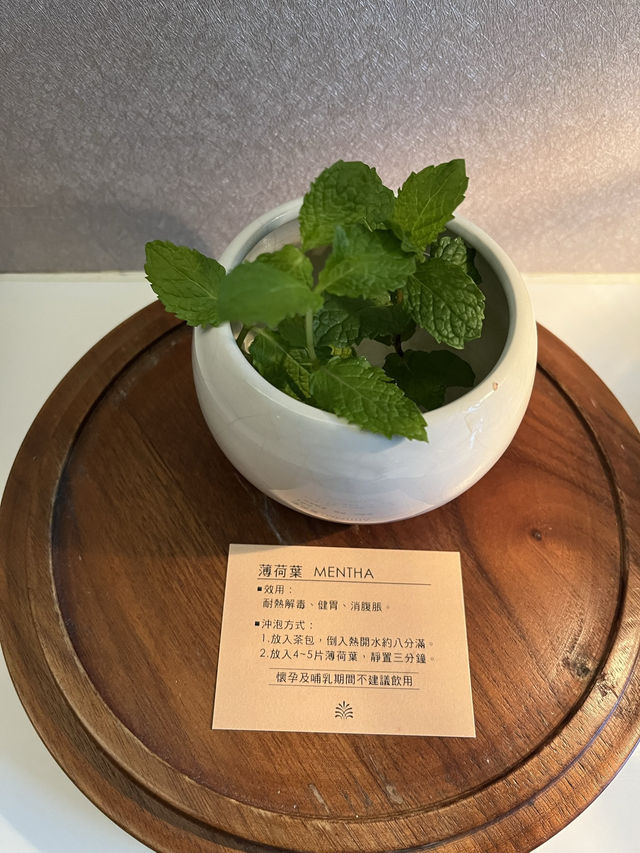 薄荷葉 MENTHA
▪效用：
耐熱解毒、健胃、消腹脹。
▪沖泡方式：
1.放入茶包，倒入熱開水約八分滿。
2.放入4~5片薄荷葉，靜置三分鐘。
懷孕及哺乳期間不建議飲用